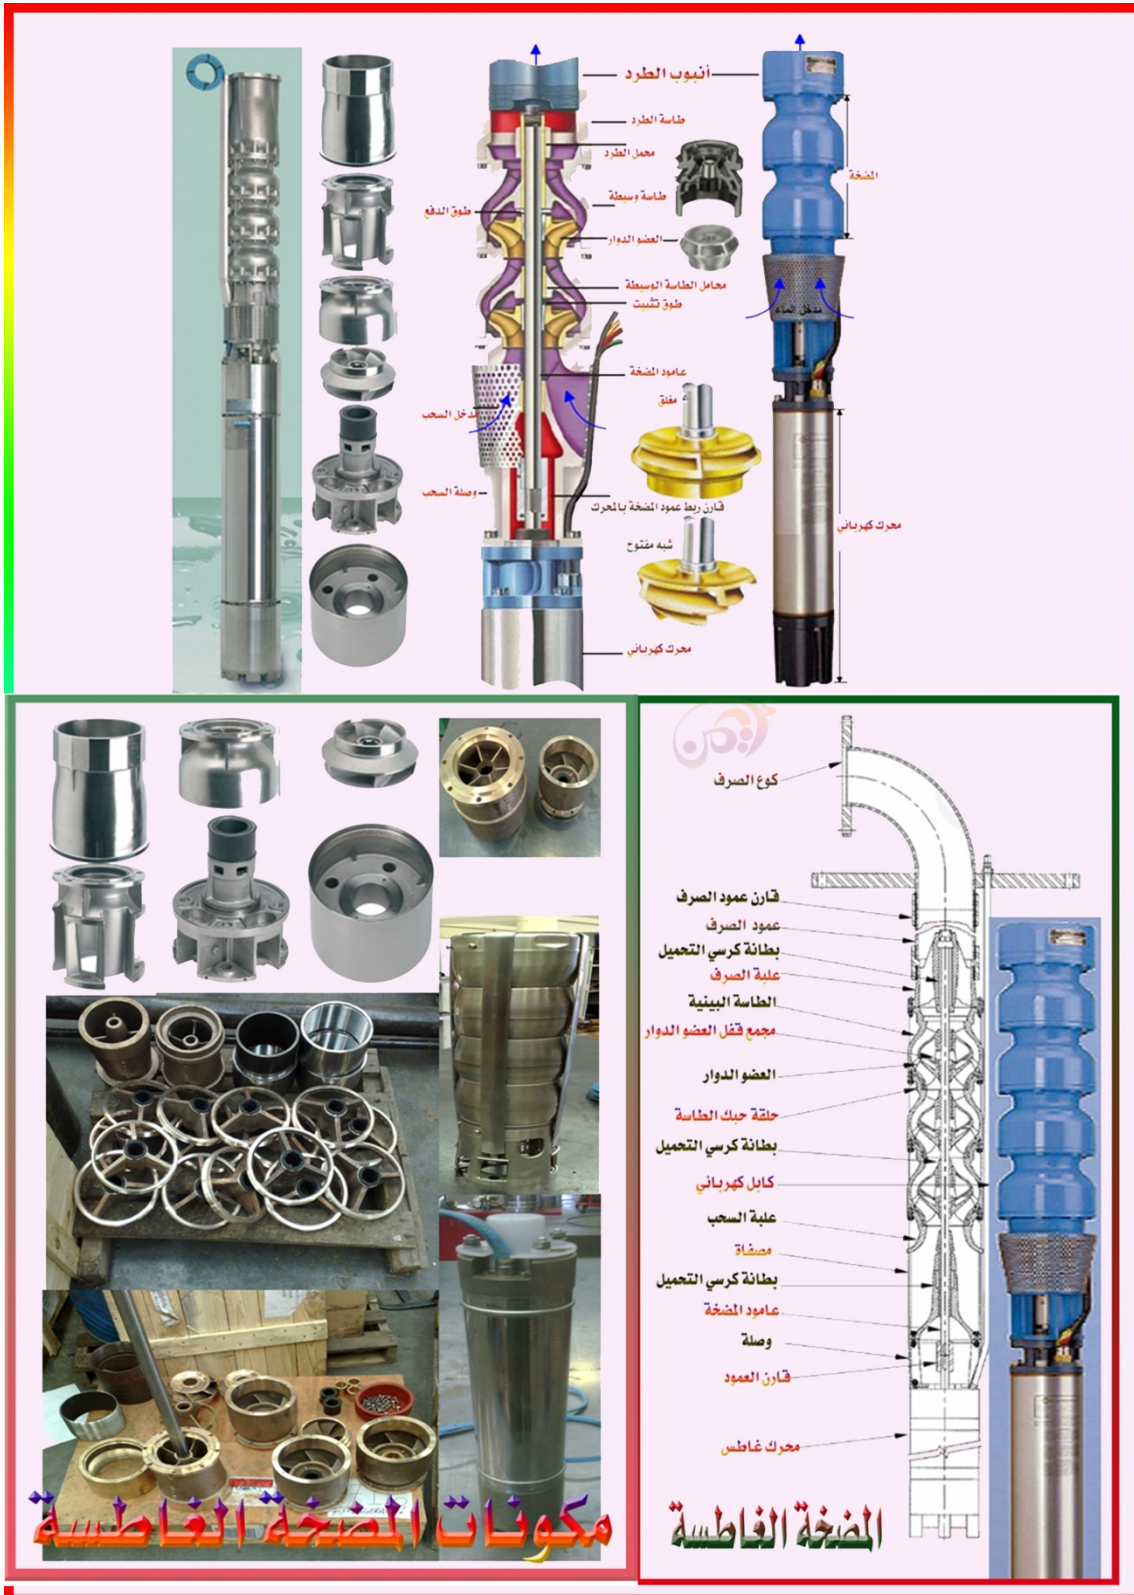 أنبوب الطرد
طاسة الطرد
محمل الطرد
طاسة وسيطة
طوق الدفع
العضو الدوار
محامل الطاسة الوسيطة
طوق تثبيت
عامود المضخة
مدخل السحب
وصلة السحب
قارن ربط عمود المضخة بالمحرك
محرك كهربائي
مغلق
شبه مفتوح
المضخة
مدخل الماء
محرك كهربائي
أيمن
كوع الصرف
قارن عمود الصرف
عمود الصرف
بطانة كرسي التحميل
علبة الصرف
الطاسة البينية
مجمع قفل العضو الدوار
العضو الدوار
حلقة حبك الطاسة
بطانة كرسي التحميل
كابل كهربائي
علبة السحب
مصفاة
بطانة كرسي التحميل
عامود المضخة
وصلة
قارن العمود
محرك غاطس
المضخة الغاطسة
مكونات المضخة الغاطسة